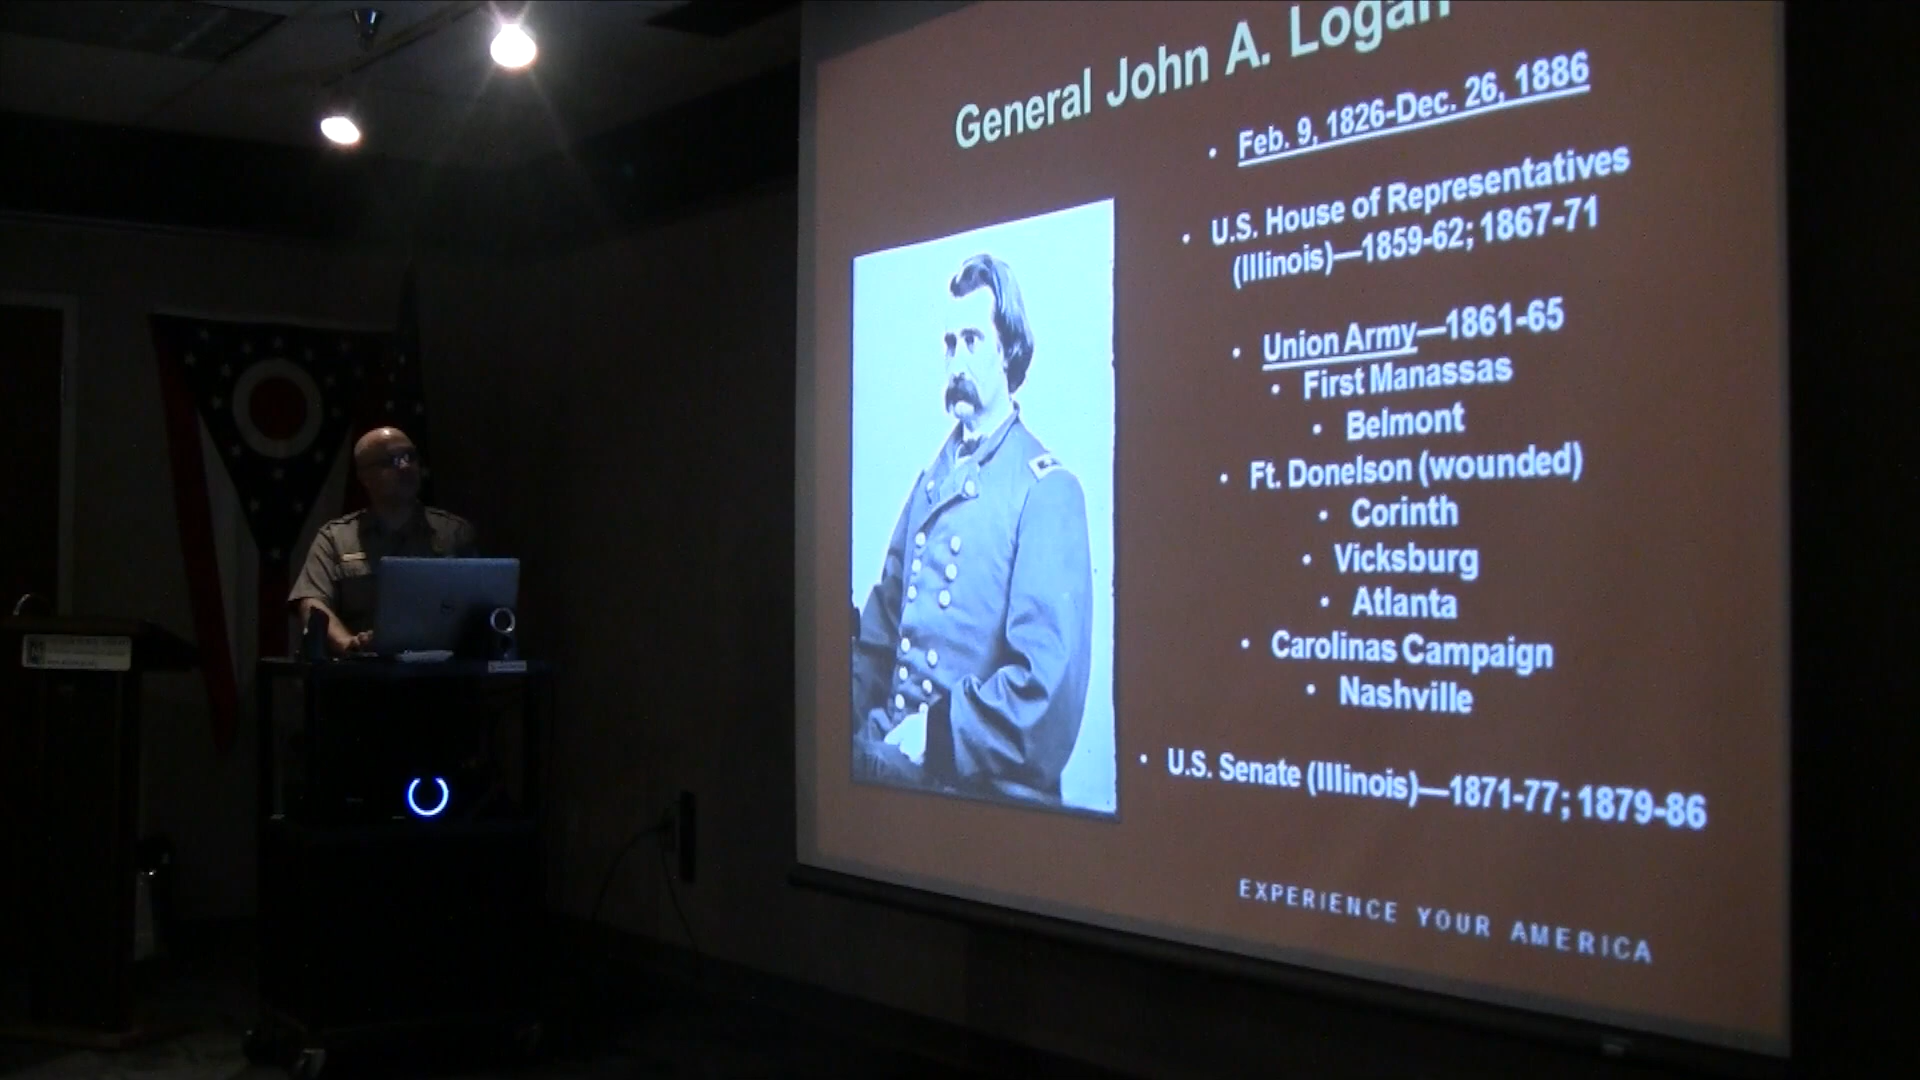 General John A. Logan
• Feb. 9, 1826-Dec. 26, 1886
• U.S. House of Representatives
(Illinois)—1859-62; 1867-71
• Union Army—1861-65
• First Manassas
• Belmont
• Ft. Donelson (wounded)
• Corinth
• Vicksburg
• Atlanta
• Carolinas Campaign
• Nashville
• U.S. Senate (Illinois)—1871-77; 1879-86
EXPERIENCE YOUR AMERICA